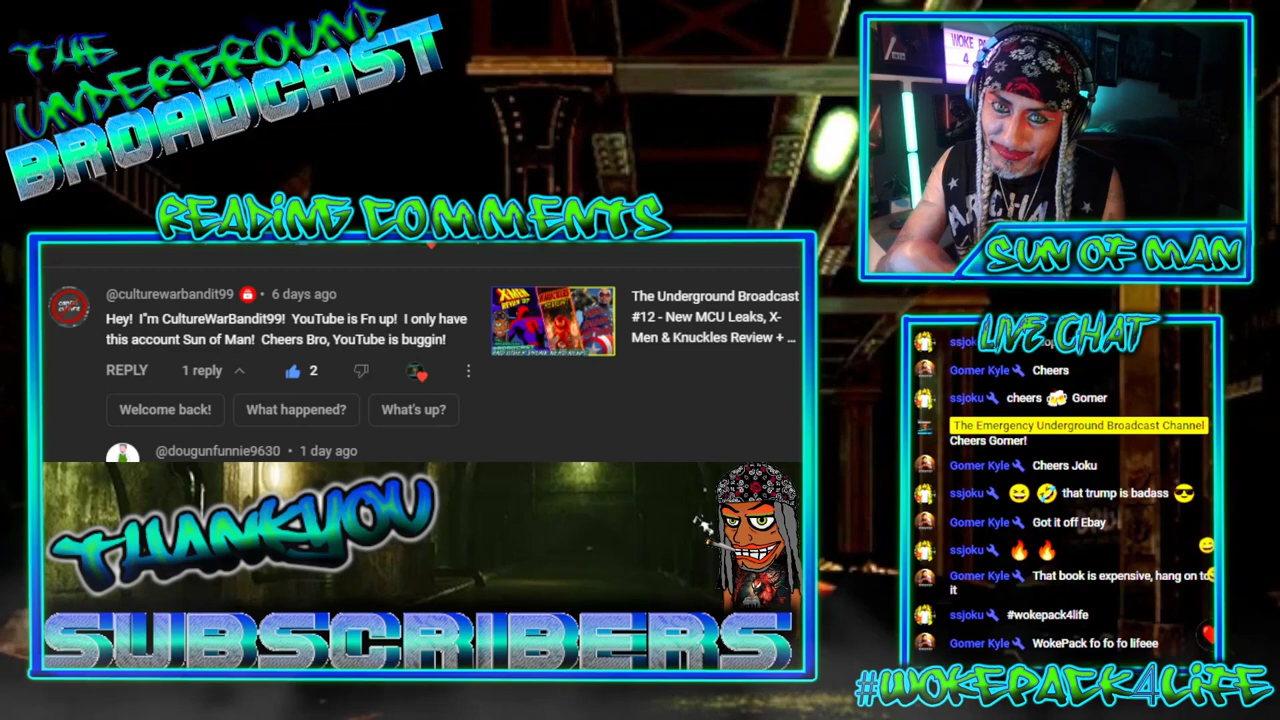 THE
UNDERGROUND
BROADCAST
READING COMMENTS
@culturewarbandit99 • 6 days ago
Hey! I"m CultureWarBandit99! YouTube is Fn up! I only have
this account Sun of Man! Cheers Bro, YouTube is buggin!
REPLY 1 reply 2
Welcome back! What happened? What's up?
@dougunfunnie9630 • 1 day ago
The Underground Broadcast
#12 - New MCU Leaks, X-
Men & Knuckles Review + ...
THANKYOU
SUBSCRIBERS
WOKE
4
SUN OF MAN
LIVE CHAT
Gomer Kyle Cheers
ssjoku cheers Gomer
The Emergency Underground Broadcast Channel
Cheers Gomer!
Gomer Kyle Cheers Joku
ssjoku that trump is badass
Gomer Kyle Got it off Ebay
ssjoku
Gomer Kyle That book is expensive, hang on to
it
ssjoku #wokepack4life
Gomer Kyle WokePack fo fo fo lifeee
#WOKEPACK4LIFE